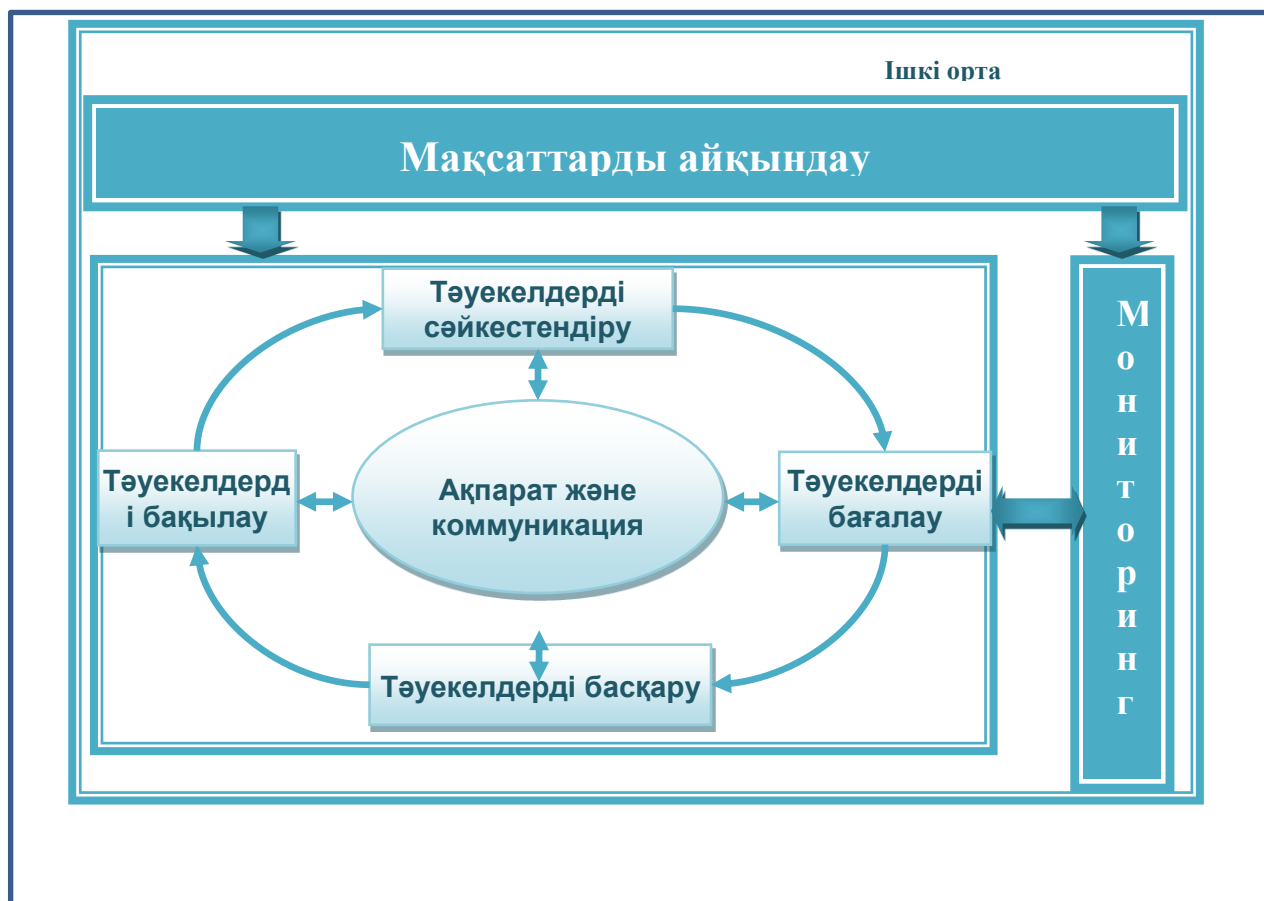 Ішкі орта
Мақсаттарды айқындау
Тәуекелдерді
сәйкестендіру
Тәуекелдерд
і бақылау
Ақпарат және
коммуникация
Тәуекелдерді
бағалау
Тәуекелдерді басқару
М
о
н
и
т
о
р
и
н
г